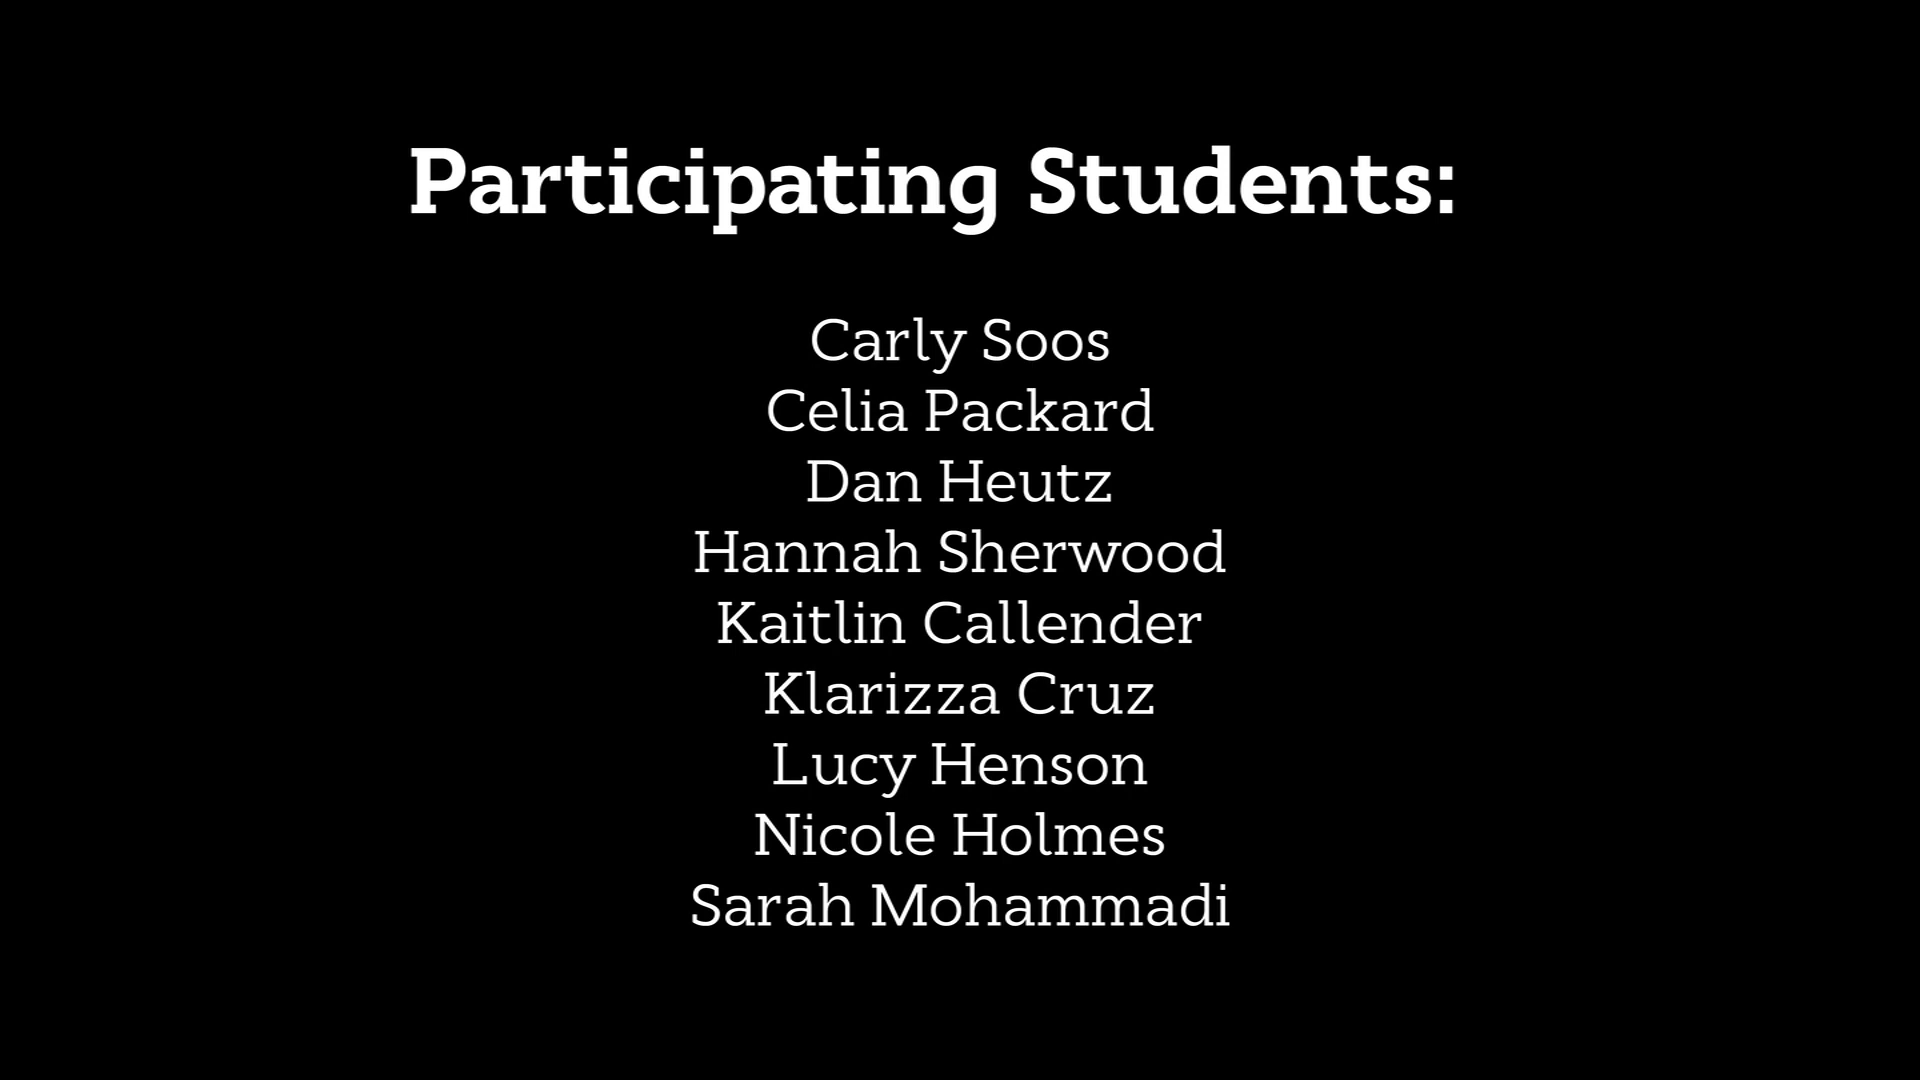 Participating Students:
Carly Soos
Celia Packard
Dan Heutz
Hannah Sherwood
Kaitlin Callender
Klarizza Cruz
Lucy Henson
Nicole Holmes
Sarah Mohammadi